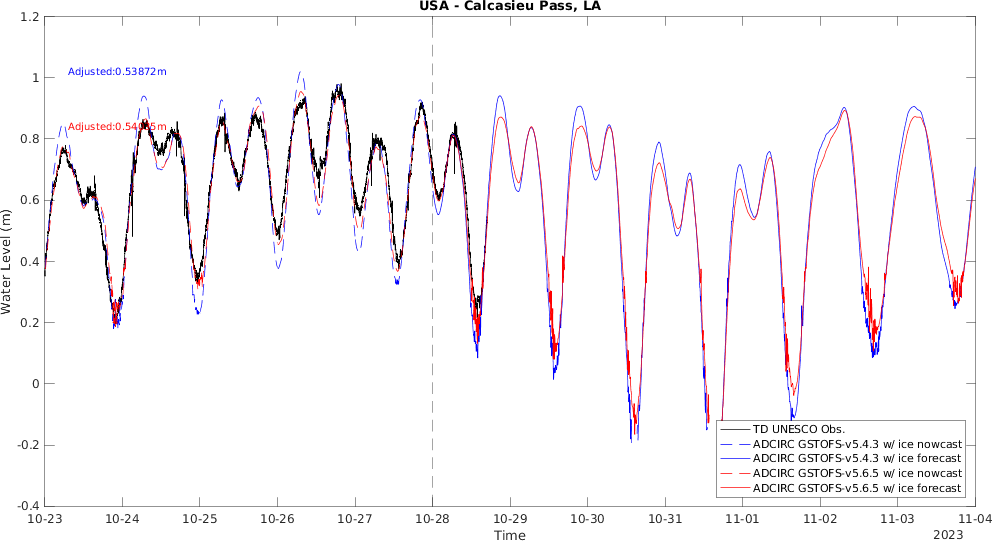 USA - Calcasieu Pass, LA
1.2
1
0.8
0.6
0.4
0.2
0
-0.2
-0.4
Water Level (m)
Adjusted:0.53872m
TD UNESCO Obs.
ADCIRC GSTOFS-v5.4.3 w/ ice nowcast
ADCIRC GSTOFS-v5.4.3 w/ ice forecast
ADCIRC GSTOFS-v5.6.5 w/ ice nowcast
ADCIRC GSTOFS-v5.6.5 w/ ice forecast
10-23 10-24 10-25 10-26 10-27 10-28 10-29 10-30 10-31 11-01 11-02 11-03 11-04
Time
2023